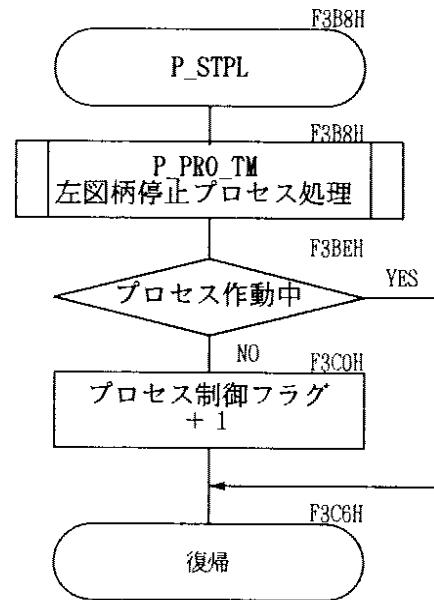 F3B8H
P_STPL
F3B8H
P_PRO_TM
左図柄停止プロセス処理
F3BEH
プロセス作動中
YES
NO
F3C0H
プロセス制御フラグ
+ 1
F3C6H
復帰